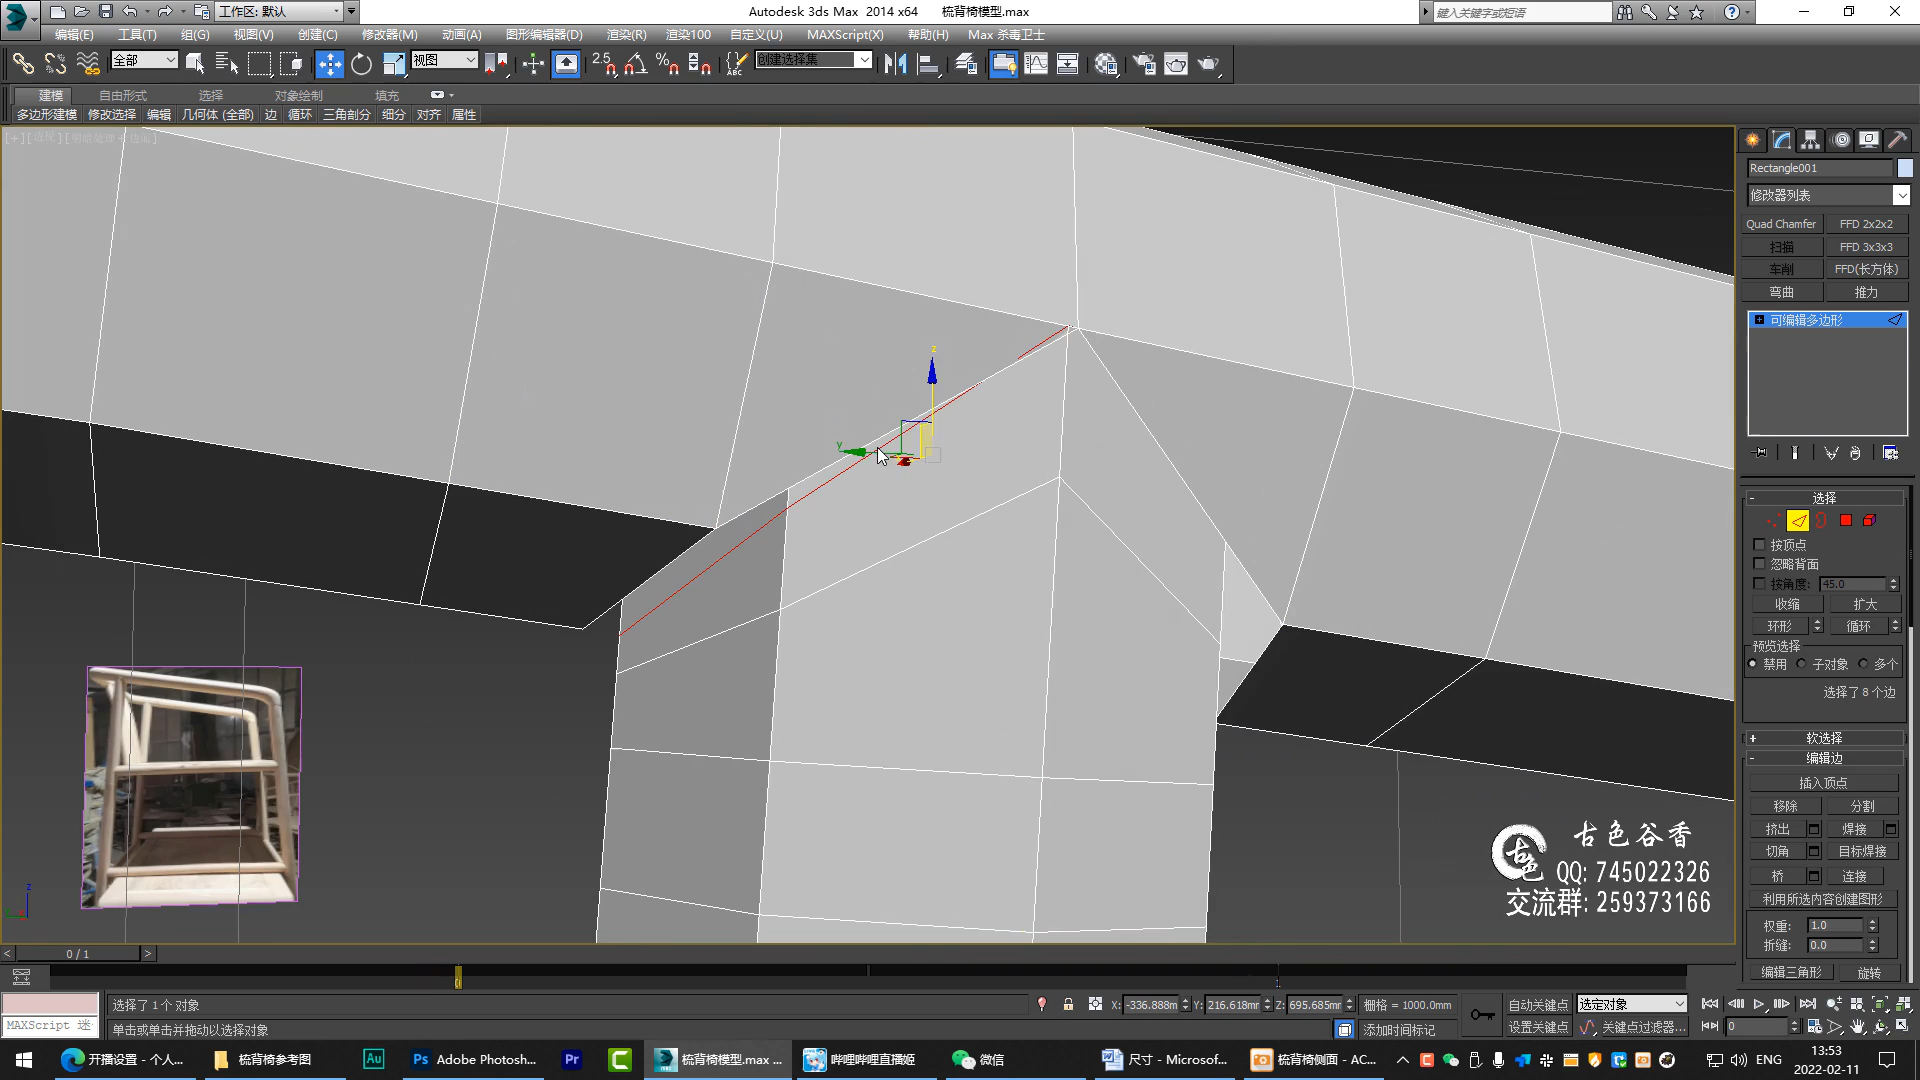 工作区: 默认
Autodesk 3ds Max 2014 x64 梳背椅模型.max
键入关键字或短语
编辑(E) 工具(T) 组(G) 视图(V) 创建(C) 修改器(M) 动画(A) 图形编辑器(D) 渲染(R) 渲染100 自定义(U) MAXScript(X) 帮助(H) Max 杀毒卫士
全部 视图 2.5 ABC 创建选择集
建模 自由形式 选择 对象绘制 填充
多边形建模 修改选择 编辑 几何体 (全部) 边 循环 三角剖分 细分 对齐 属性
Rectangle001
修改器列表
Quad Chamfer FFD 2x2x2
扫描 FFD 3x3x3
车削 FFD(长方体)
弯曲 推力
可编辑多边形
z
y
选择
按顶点
忽略背面
按角度: 45.0
收缩 扩大
环形 循环
预览选择
禁用 子对象 多个
选择了 8 个边
软选择
编辑边
插入顶点
移除 分割
挤出 焊接
切角 目标焊接
桥 连接
利用所选内容创建图形
权重: 1.0
折缝: 0.0
编辑三角形 旋转
古色谷香
古色
QQ: 745022326
交流群: 259373166
z
0 / 1
选择了 1 个 对象
X: -336.888m Y: 216.618mm Z: 695.685mm 栅格 = 1000.0mm 自动关键点 选定对象
MAXScript 迷
单击或单击并拖动以选择对象
添加时间标记 设置关键点 关键点过滤器... 0
开播设置 - 个人... 梳背椅参考图 Au Ps Adobe Photosh... Pr 梳背椅模型.max ... 哔哩哔哩直播姬 微信 尺寸 - Microsof... 梳背椅侧面 - AC... ENG
13:53
2022-02-11